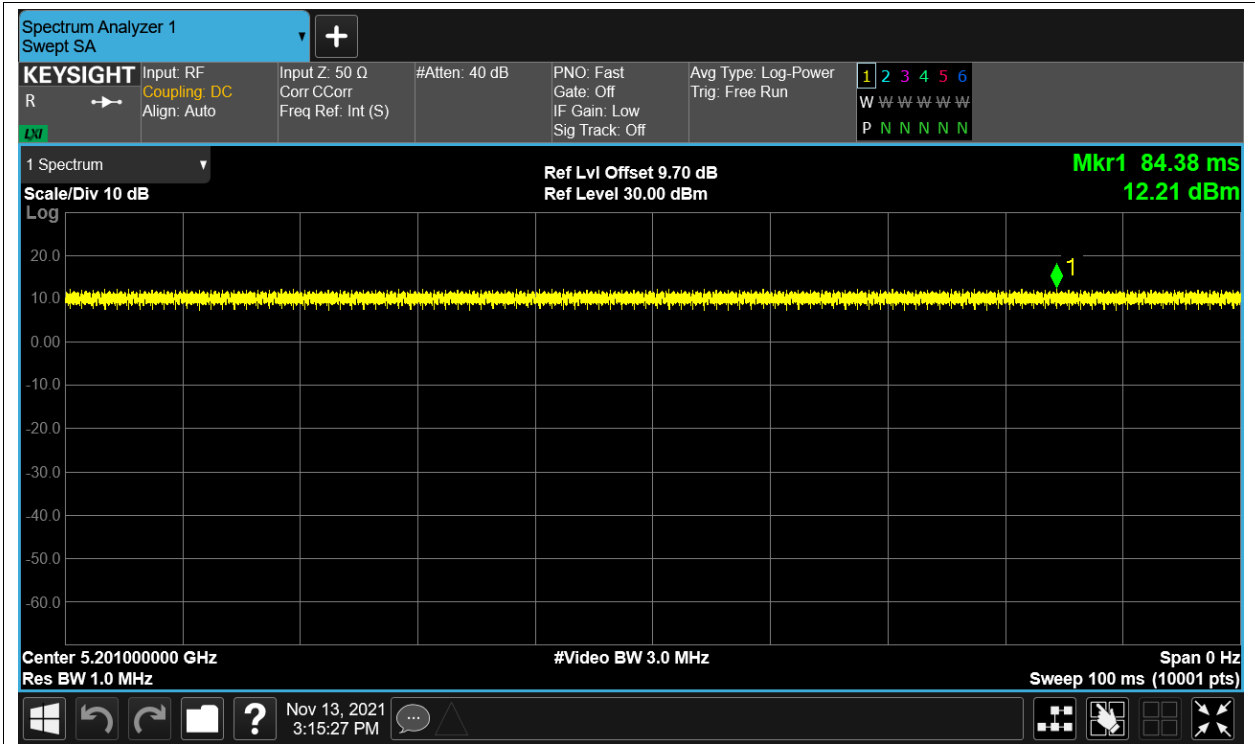 Spectrum Analyzer 1
Swept SA
KEYSIGHT
R
LXI
Input: RF
Coupling: DC
Align: Auto
Input Z: 50 Ω
Corr CCorr
Freq Ref: Int (S)
#Atten: 40 dB
PNO: Fast
Gate: Off
IF Gain: Low
Sig Track: Off
Avg Type: Log-Power
Trig: Free Run
1 2 3 4 5 6
W W W W W W
P N N N N N
1 Spectrum
Scale/Div 10 dB
Log
Ref Lvl Offset 9.70 dB
Ref Level 30.00 dBm
Mkr1 84.38 ms
12.21 dBm
20.0
1
10.0
0.00
-10.0
-20.0
-30.0
-40.0
-50.0
-60.0
Center 5.201000000 GHz
Res BW 1.0 MHz
#Video BW 3.0 MHz
Span 0 Hz
Sweep 100 ms (10001 pts)
?
Nov 13, 2021
3:15:27 PM